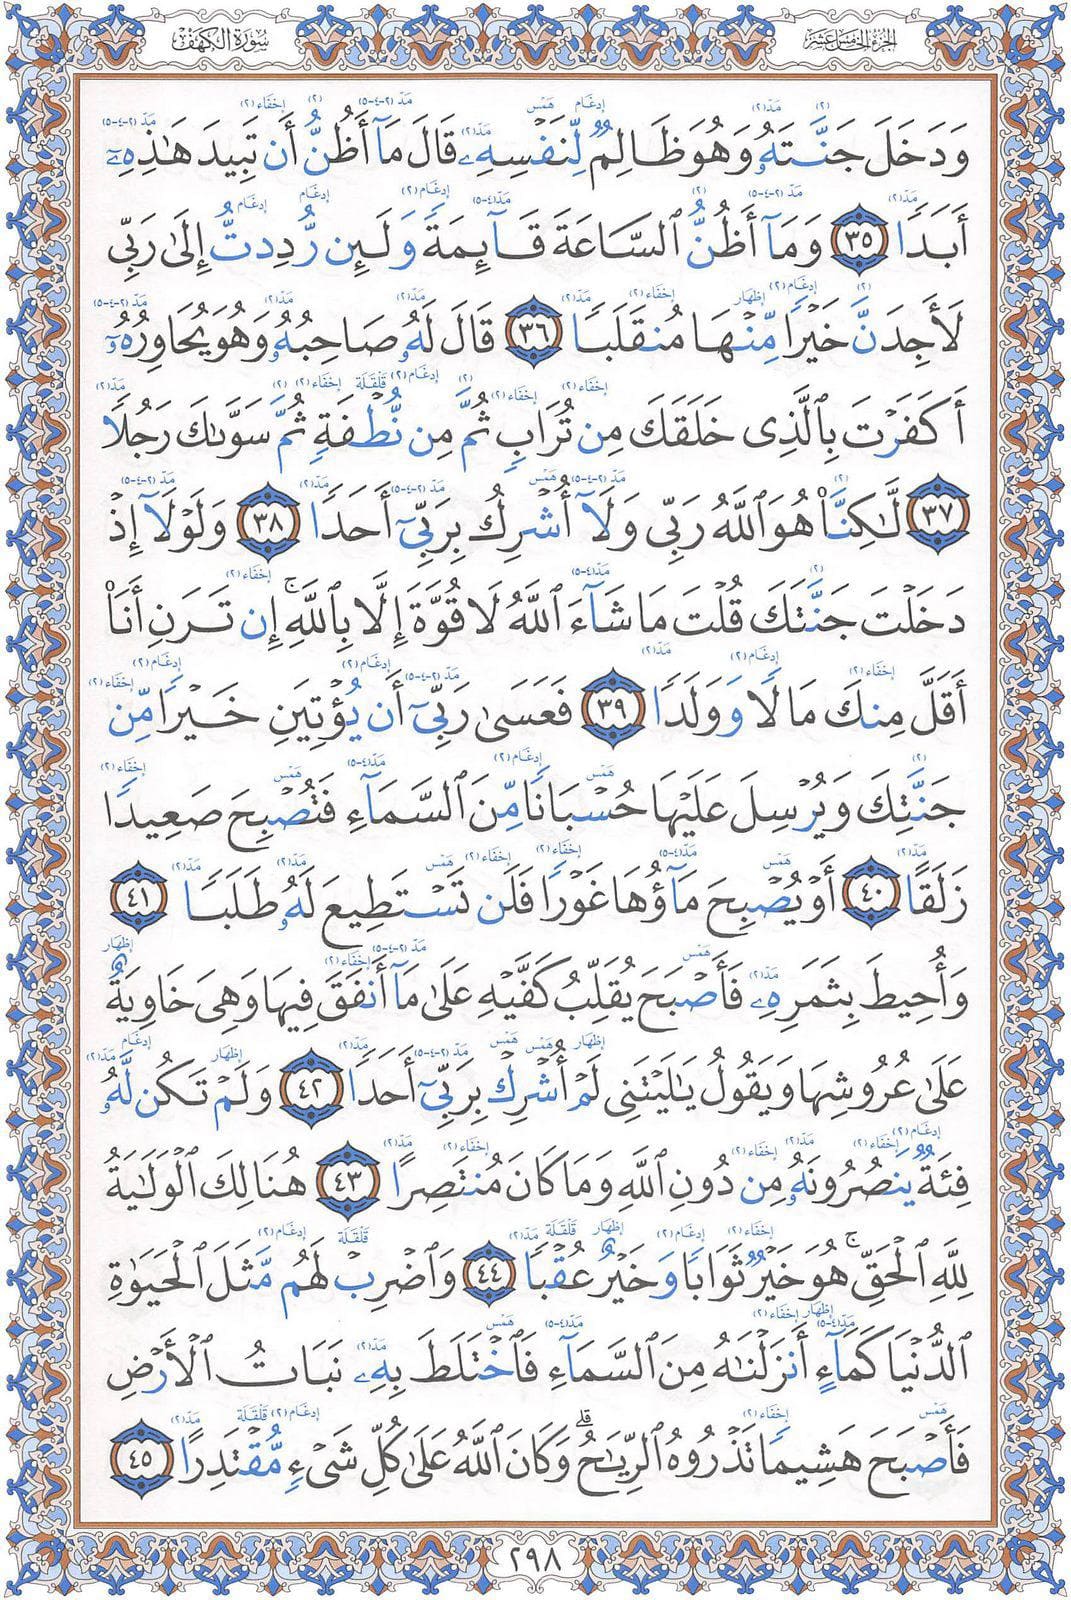 الجزء الخامس عشر
سورة الكهف
وَدَخَلَ جَنَّتَهُۥ وَهُوَ ظَالِمٌ لِّنَفْسِهِۦ قَالَ مَآ أَظُنُّ أَن تَبِيدَ هَٰذِهِۦٓ
أَبَدًا ٣٥ وَمَآ أَظُنُّ ٱلسَّاعَةَ قَآئِمَةً وَلَئِن رُّدِدتُّ إِلَىٰ رَبِّى
لَأَجِدَنَّ خَيْرًا مِّنْهَا مُنقَلَبًا ٣٦ قَالَ لَهُۥ صَاحِبُهُۥ وَهُوَ يُحَاوِرُهُۥٓ
أَكَفَرْتَ بِٱلَّذِى خَلَقَكَ مِن تُرَابٍ ثُمَّ مِن نُّطْفَةٍ ثُمَّ سَوَّىٰكَ رَجُلًا
٣٧ لَّٰكِنَّا۠ هُوَ ٱللَّهُ رَبِّى وَلَآ أُشْرِكُ بِرَبِّىٓ أَحَدًا ٣٨ وَلَوْلَآ إِذْ
دَخَلْتَ جَنَّتَكَ قُلْتَ مَا شَآءَ ٱللَّهُ لَا قُوَّةَ إِلَّا بِٱللَّهِ ۚ إِن تَرَنِ أَنَا۠
أَقَلَّ مِنكَ مَالًا وَوَلَدًا ٣٩ فَعَسَىٰ رَبِّىٓ أَن يُؤْتِيَنِ خَيْرًا مِّن
جَنَّتِكَ وَيُرْسِلَ عَلَيْهَا حُسْبَانًا مِّنَ ٱلسَّمَآءِ فَتُصْبِحَ صَعِيدًا
زَلَقًا ٤٠ أَوْ يُصْبِحَ مَآؤُهَا غَوْرًا فَلَن تَسْتَطِيعَ لَهُۥ طَلَبًا ٤١
وَأُحِيطَ بِثَمَرِهِۦ فَأَصْبَحَ يُقَلِّبُ كَفَّيْهِ عَلَىٰ مَآ أَنفَقَ فِيهَا وَهِىَ خَاوِيَةٌ
عَلَىٰ عُرُوشِهَا وَيَقُولُ يَٰلَيْتَنِى لَمْ أُشْرِكْ بِرَبِّىٓ أَحَدًا ٤٢ وَلَمْ تَكُن لَّهُۥ
فِئَةٌ يَنصُرُونَهُۥ مِن دُونِ ٱللَّهِ وَمَا كَانَ مُنتَصِرًا ٤٣ هُنَالِكَ ٱلْوَلَٰيَةُ
لِلَّهِ ٱلْحَقِّ ۚ هُوَ خَيْرٌ ثَوَابًا وَخَيْرٌ عُقْبًا ٤٤ وَٱضْرِبْ لَهُم مَّثَلَ ٱلْحَيَوٰةِ
ٱلدُّنْيَا كَمَآءٍ أَنزَلْنَٰهُ مِنَ ٱلسَّمَآءِ فَٱخْتَلَطَ بِهِۦ نَبَاتُ ٱلْأَرْضِ
فَأَصْبَحَ هَشِيمًا تَذْرُوهُ ٱلرِّيَٰحُ ۗ وَكَانَ ٱللَّهُ عَلَىٰ كُلِّ شَىْءٍ مُّقْتَدِرًا ٤٥
٢٩٨